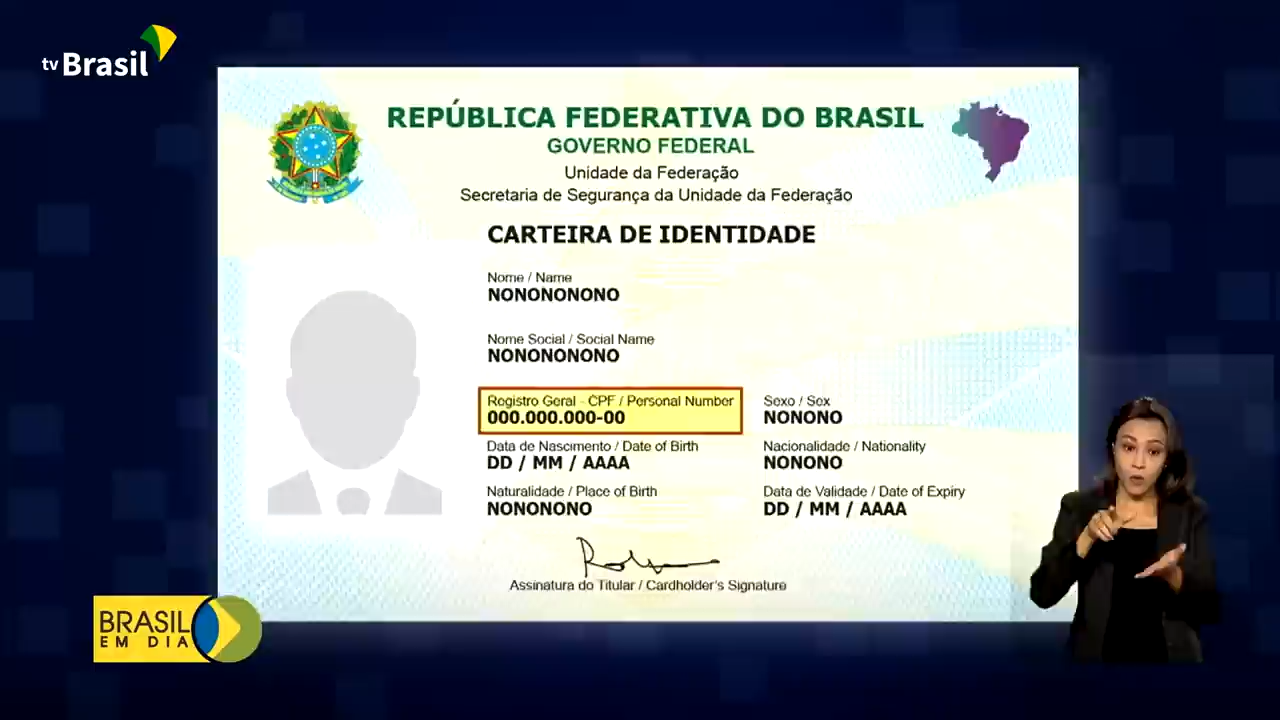 tv Brasil
REPÚBLICA FEDERATIVA DO BRASIL
GOVERNO FEDERAL
Unidade da Federação
Secretaria de Segurança da Unidade da Federação
CARTEIRA DE IDENTIDADE
Nome / Name
NONONONONO
Nome Social / Social Name
NONONONONO
Registro Geral - CPF / Personal Number
000.000.000-00
Sexo / Sex
NONONO
Data de Nascimento / Date of Birth
DD / MM / AAAA
Nacionalidade / Nationality
NONONO
Naturalidade / Place of Birth
NONONONO
Data de Validade / Date of Expiry
DD / MM / AAAA
Assinatura do Titular / Cardholder's Signature
BRASIL
EM DIA